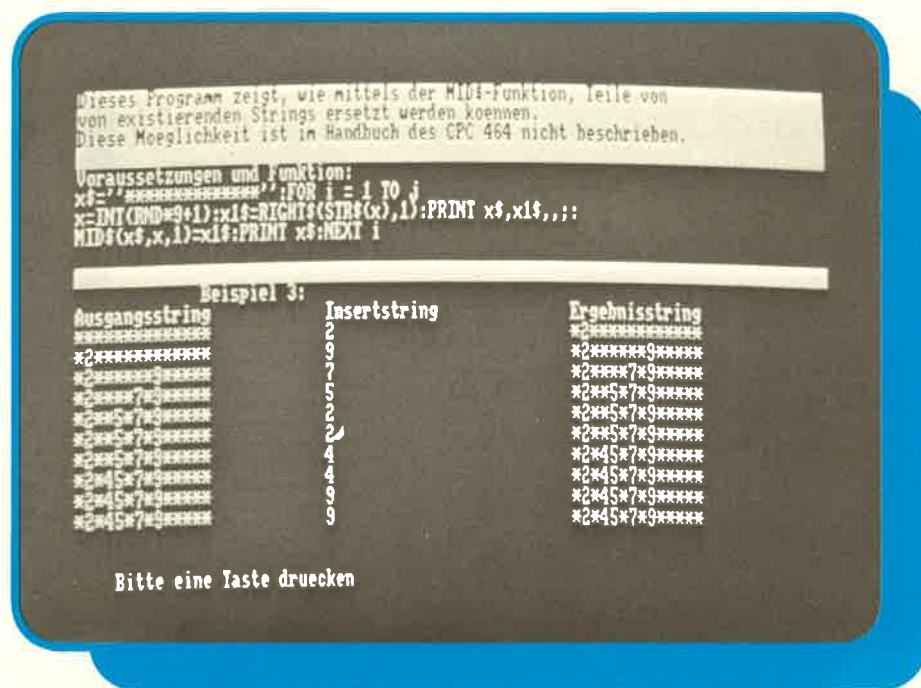 Dieses Programm zeigt, wie mittels der MID$-Funktion, Teile von
von existierenden Strings ersetzt werden koennen.
Diese Moeglichkeit ist im Handbuch des CPC 464 nicht beschrieben.
Voraussetzungen und Funktion:
x$=''**************'':FOR i = 1 TO j
x=INT(RND*9+1):x1$=RIGHT$(STR$(x),1):PRINT x$,x1$,,;:
MID$(x$,x,1)=x1$:PRINT x$:NEXT i
Beispiel 3:
Ausgangsstring Insertstring Ergebnisstring
************** 2 *2************
*2************ 9 *2******9*****
*2******9***** 7 *2****7*9*****
*2****7*9***** 5 *2**5*7*9*****
*2**5*7*9***** 2 *2**5*7*9*****
*2**5*7*9***** 2 *2**5*7*9*****
*2**5*7*9***** 4 *2*45*7*9*****
*2*45*7*9***** 4 *2*45*7*9*****
*2*45*7*9***** 9 *2*45*7*9*****
*2*45*7*9***** 9 *2*45*7*9*****
Bitte eine Taste druecken